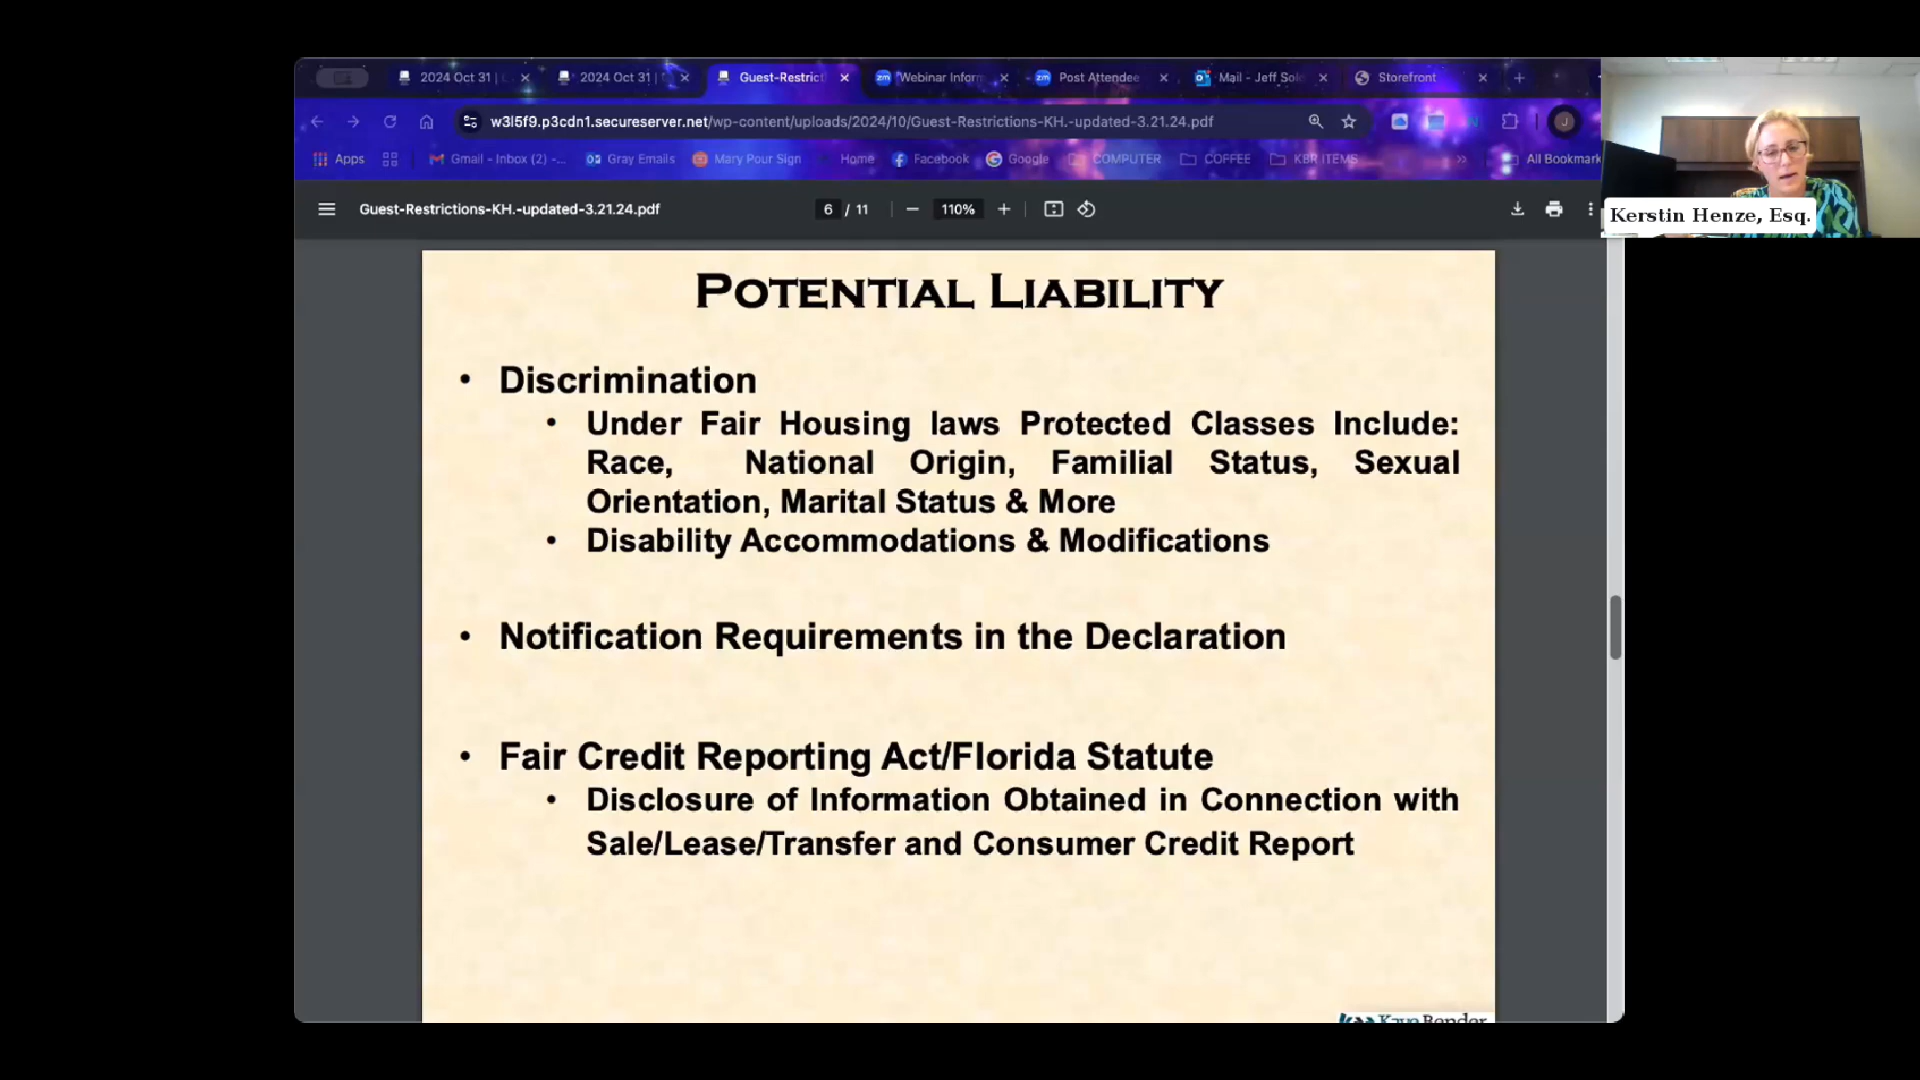 2024 Oct 31 |
2024 Oct 31 |
Guest-Restrict
Webinar Inform
Post Attendee
Mail - Jeff Sol
Storefront
w3l5f9.p3cdn1.secureserver.net/wp-content/uploads/2024/10/Guest-Restrictions-KH.-updated-3.21.24.pdf
J
Apps
Gmail - Inbox (2) -...
Gray Emails
Mary Pour Sign
Home
Facebook
Google
COMPUTER
COFFEE
KBR ITEMS
»
All Bookmark
Guest-Restrictions-KH.-updated-3.21.24.pdf
6 / 11
110%
Kerstin Henze, Esq.
POTENTIAL LIABILITY
• Discrimination
• Under Fair Housing laws Protected Classes Include:
Race, National Origin, Familial Status, Sexual
Orientation, Marital Status & More
• Disability Accommodations & Modifications
• Notification Requirements in the Declaration
• Fair Credit Reporting Act/Florida Statute
• Disclosure of Information Obtained in Connection with
Sale/Lease/Transfer and Consumer Credit Report
Kaye Bender